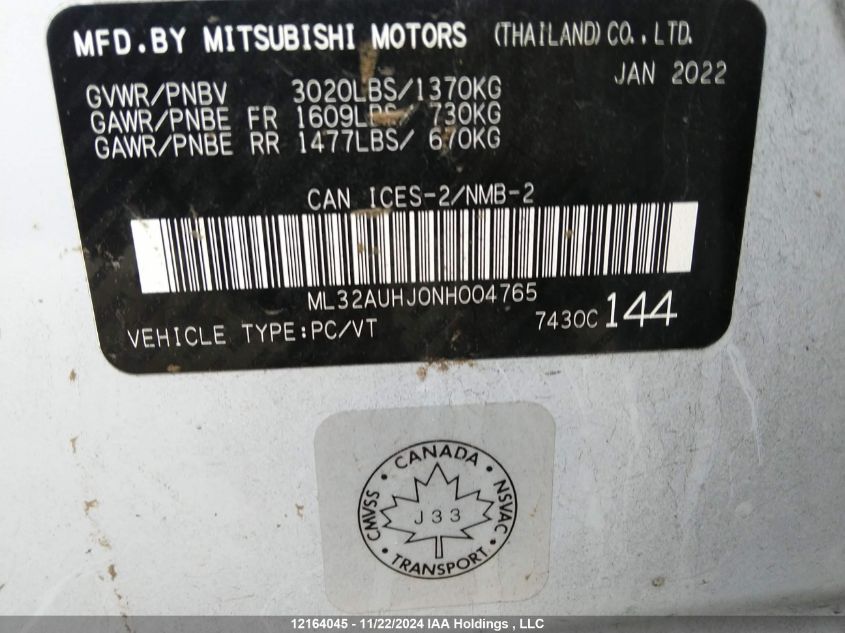 MFD.BY MITSUBISHI MOTORS (THAILAND) CO., LTD.
JAN 2022
GVWR/PNBV 3020LBS/1370KG
GAWR/PNBE FR 1609LBS/ 730KG
GAWR/PNBE RR 1477LBS/ 670KG
CAN ICES-2/NMB-2
ML32AUHJ0NH004765
VEHICLE TYPE:PC/VT 7430C 144
CANADA
CMVSS J33 NSVAC
TRANSPORT
12164045 - 11/22/2024 IAA Holdings , LLC